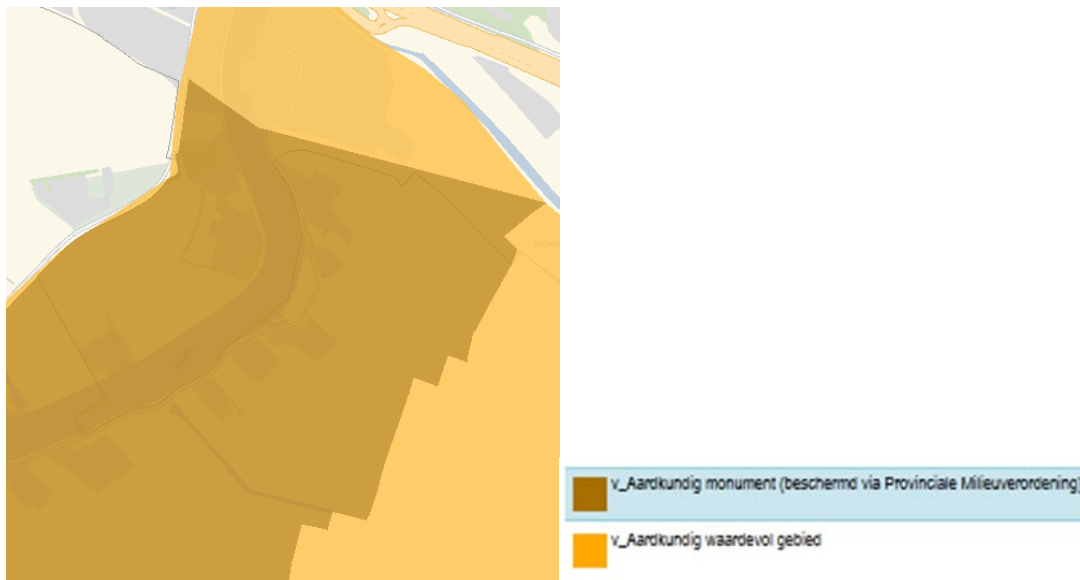 v_Aardkundig monument (beschermd via Provinciale Milieuverordening)
v_Aardkundig waardevol gebied